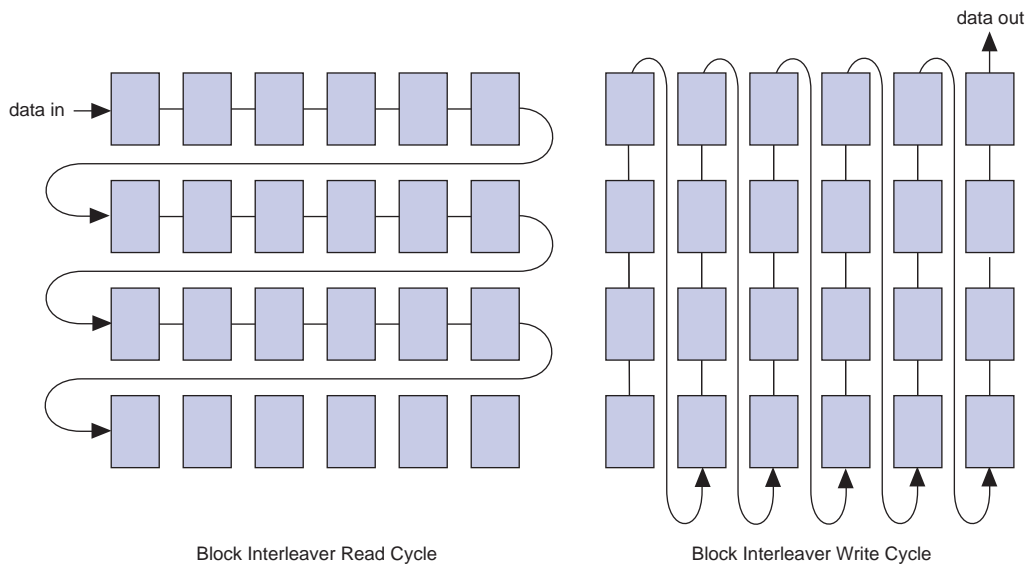 data out
data in
Block Interleaver Read Cycle
Block Interleaver Write Cycle